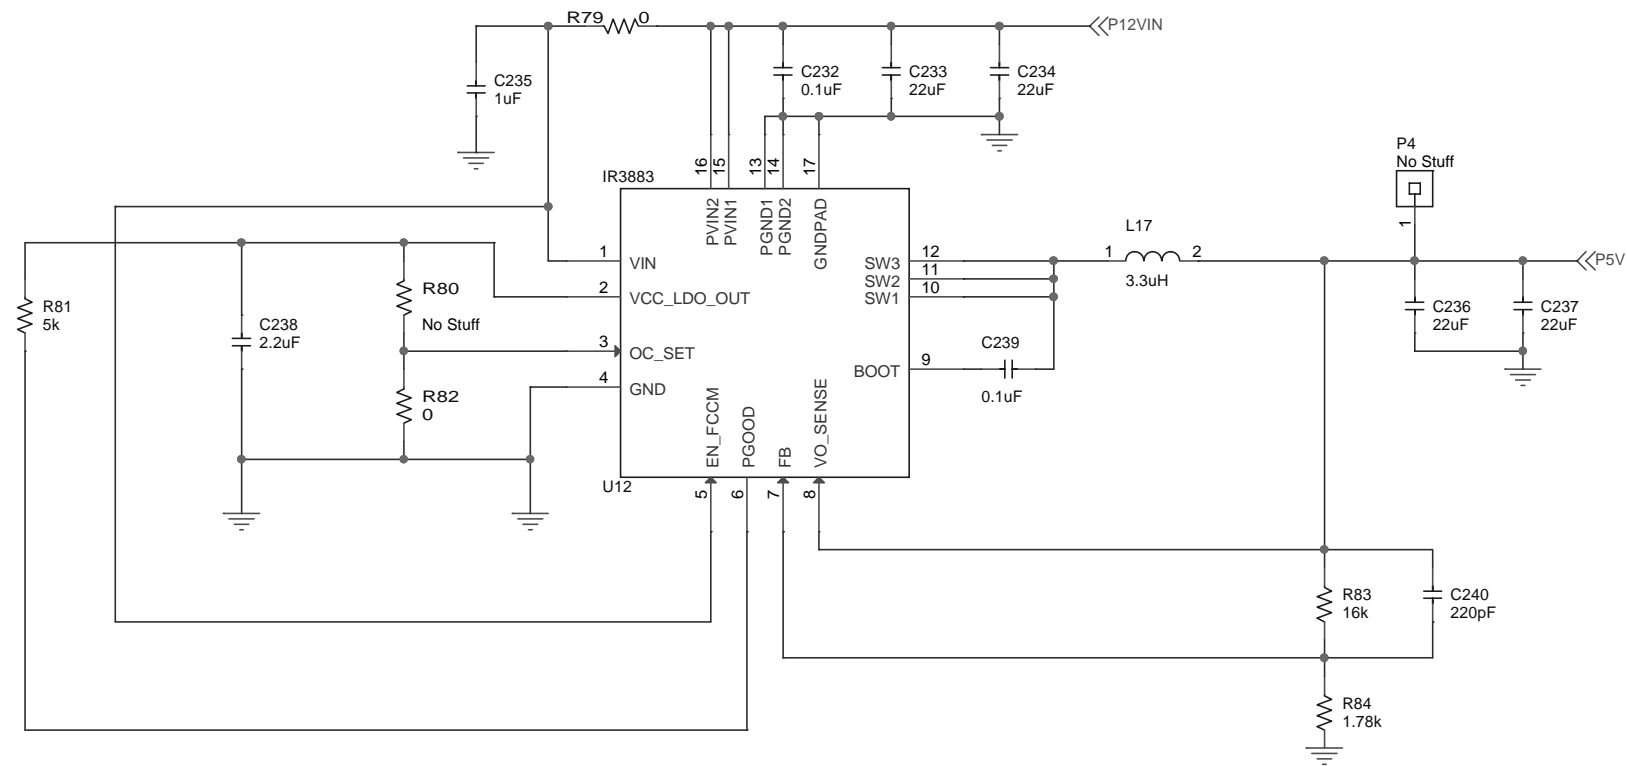 R79 0
P12VIN
C235
1uF
C232
0.1uF
C233
22uF
C234
22uF
16
15
13
14
17
IR3883
PVIN2
PVIN1
PGND1
PGND2
GNDPAD
P4
No Stuff
1
R81
5k
C238
2.2uF
R80
No Stuff
R82
0
1
VIN
2
VCC_LDO_OUT
3
OC_SET
4
GND
12
SW3
11
SW2
10
SW1
9
BOOT
L17
1
2
3.3uH
P5V
C236
22uF
C237
22uF
C239
0.1uF
EN_FCCM
PGOOD
FB
VO_SENSE
U12
5
6
7
8
R83
16k
C240
220pF
R84
1.78k